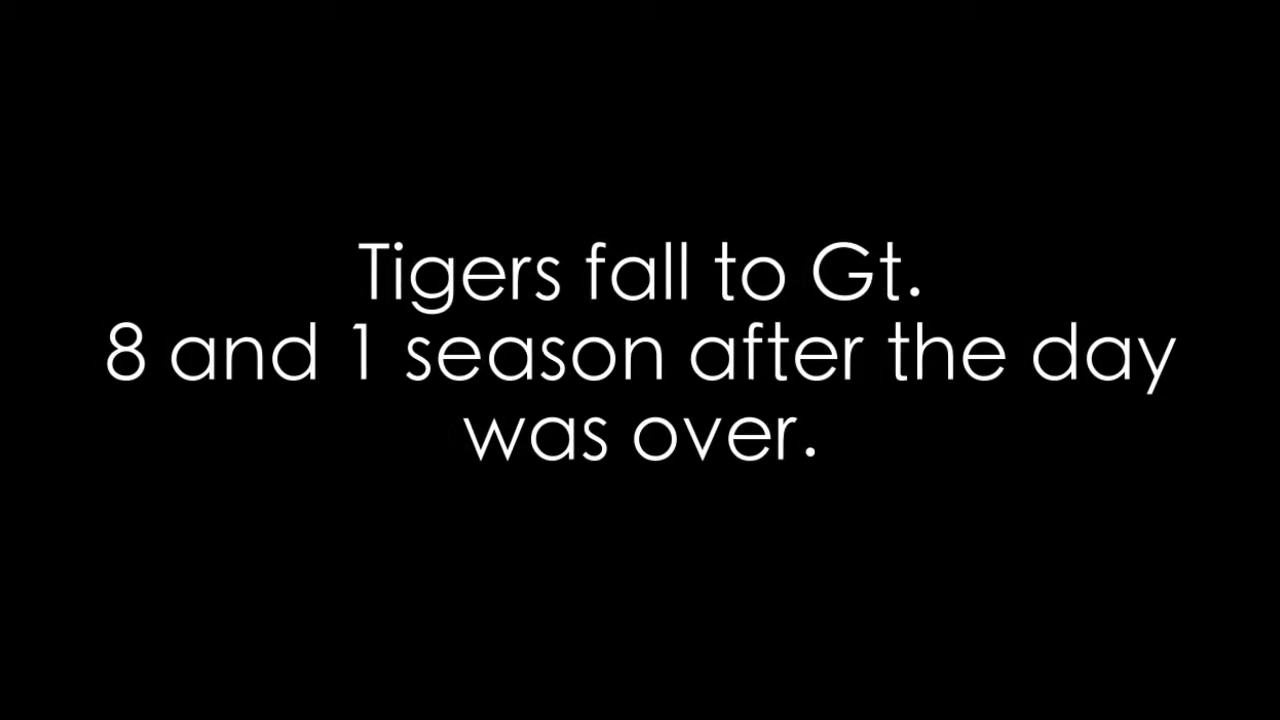 Tigers fall to Gt.
8 and 1 season after the day
was over.